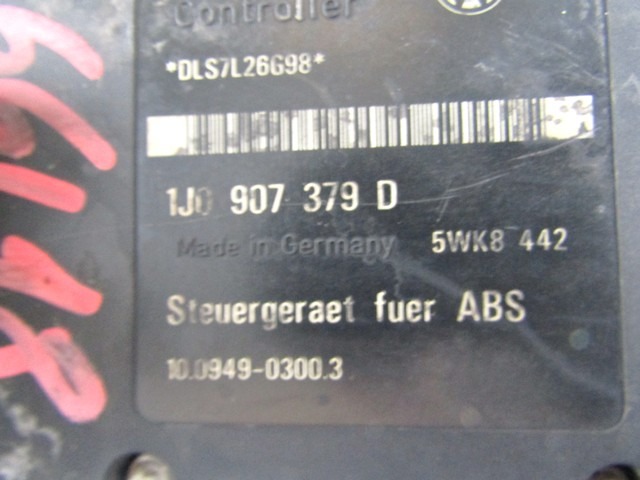 Controller
*DLS7L26G98*
1J0 907 379 D
Made in Germany 5WK8 442
Steuergeraet fuer ABS
10.0949-0300.3